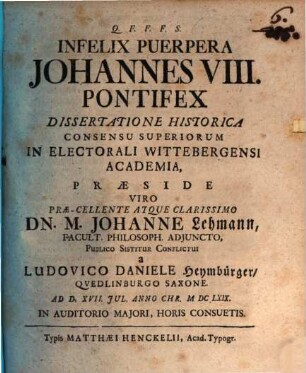 Q. F. F. F. S.
INFELIX PUERPERA
JOHANNES VIII.
PONTIFEX
DISSERTATIONE HISTORICA
CONSENSU SUPERIORUM
IN ELECTORALI WITTEBERGENSI
ACADEMIA,
PRÆSIDE
VIRO
PRÆ-CELLENTE ATQUE CLARISSIMO
DN. M. JOHANNE Lehmann,
FACULT. PHILOSOPH. ADJUNCTO,
PUBLICO SISTITUR CONFLICTUI
a
LUDOVICO DANIELE Heymbürger/
QVEDLINBURGO SAXONE.
AD D. XVII. JUL. ANNO CHR. M DC LXIX.
IN AUDITORIO MAJORI, HORIS CONSUETIS.
Typis MATTHÆI HENCKELII, Acad. Typogr.